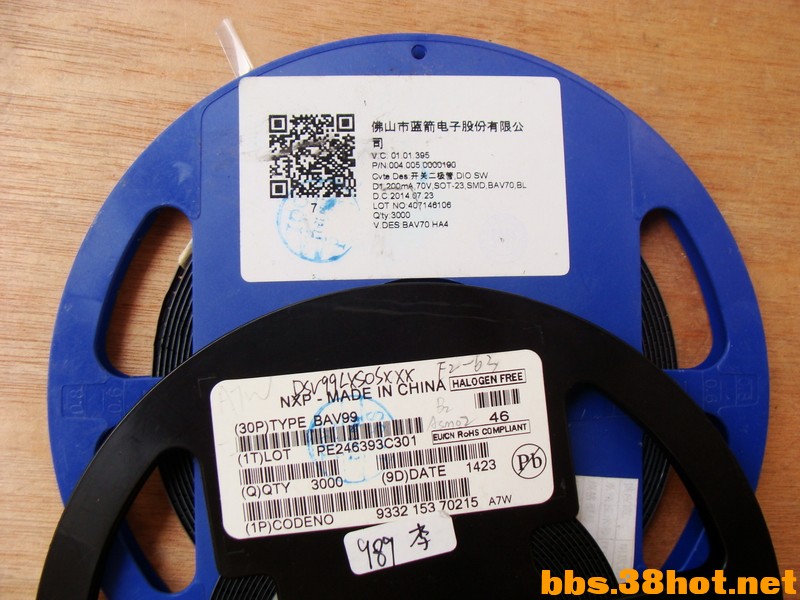 佛山市蓝箭电子股份有限公
司
V.C: 01.01.395
P/N:004.005.0000190
Cvte Des:开关二极管,DIO SW
D1,200mA,70V,SOT-23,SMD,BAV70,BL
D.C:2014.07.23
LOT NO:407146106
Q'ty:3000
V.DES:BAV70 HA4
7
DSV99LXSOSXXX
NXP - MADE IN CHINA
HALOGEN FREE
(30P)TYPE BAV99
46
EU/CN RoHS COMPLIANT
(1T)LOT PE246393C301
(Q)QTY 3000 (9D)DATE 1423
Pb
(1P)CODENO 9332 153 70215 A7W
989 李
bbs.38hot.net